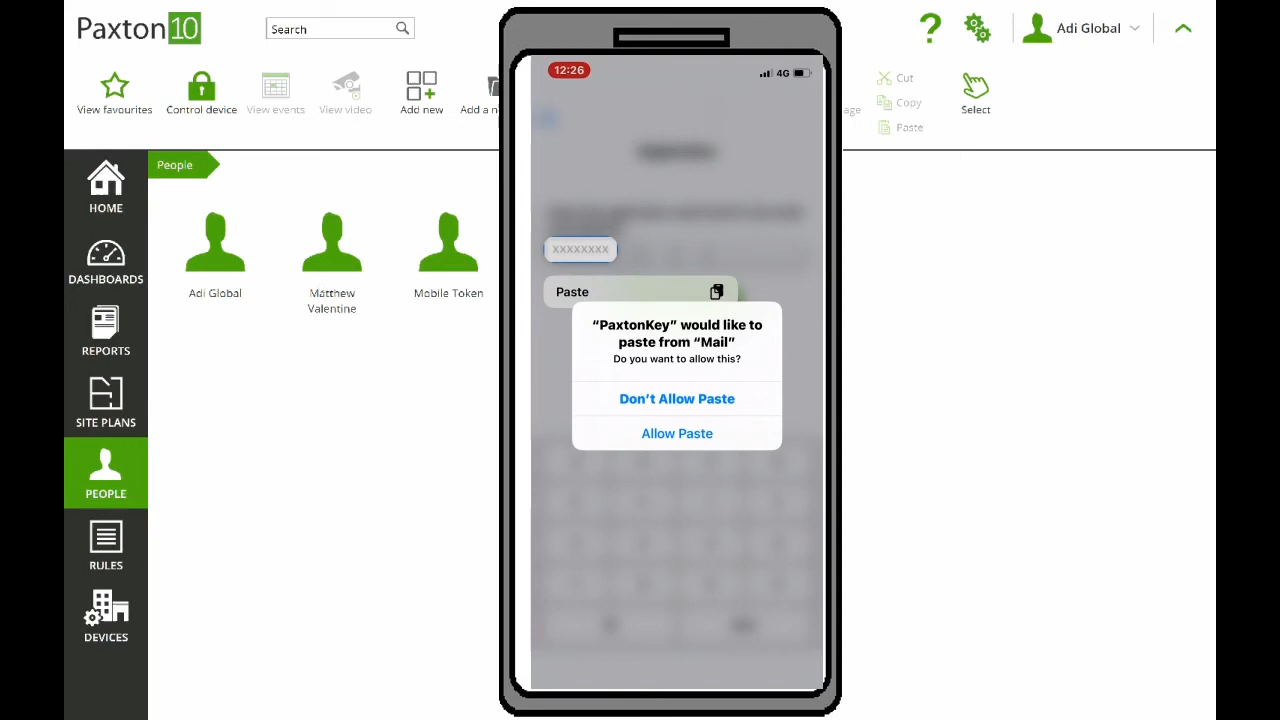 Paxton10
Search
Adi Global
View favourites
Control device
View events
View video
Add new
Add a n
age
Cut
Copy
Paste
Select
HOME
DASHBOARDS
REPORTS
SITE PLANS
PEOPLE
RULES
DEVICES
People
Adi Global
Matthew
Valentine
Mobile Token
12:26
4G
XXXXXXXX
Paste
“PaxtonKey” would like to
paste from “Mail”
Do you want to allow this?
Don’t Allow Paste
Allow Paste